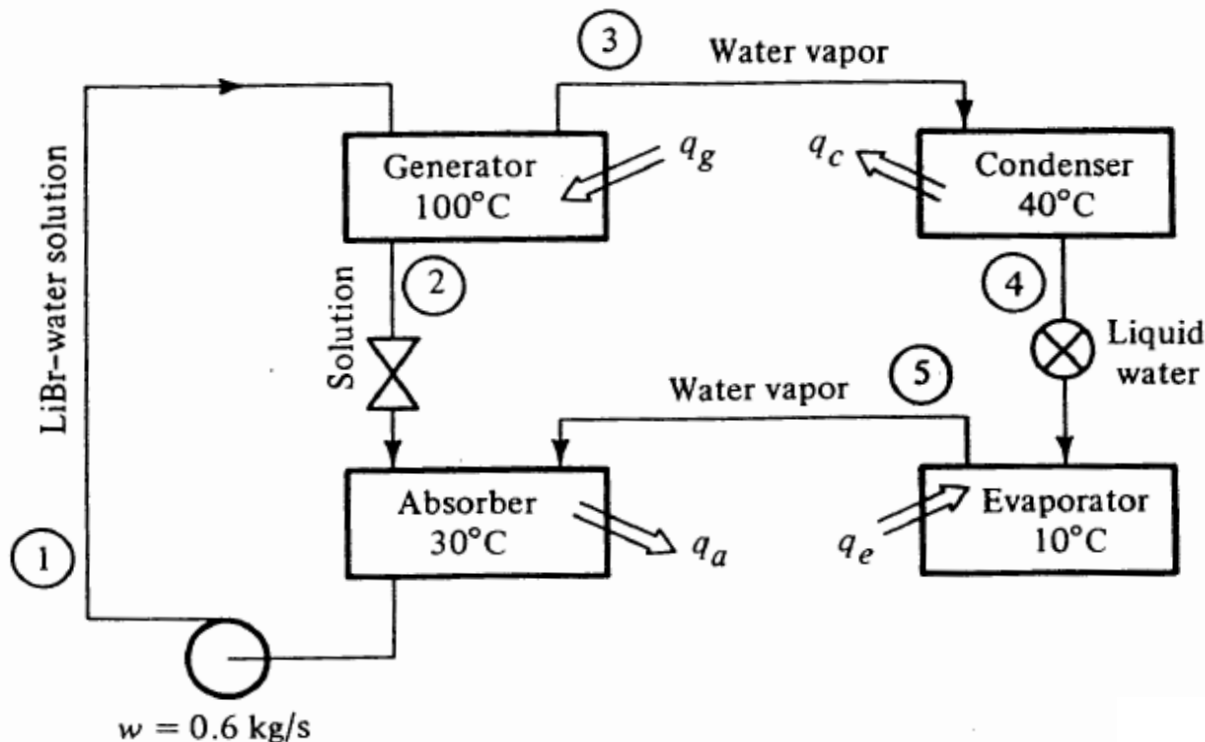 3
Water vapor
Generator
100°C
q_g
q_c
Condenser
40°C
LiBr–water solution
2
Solution
4
Liquid
water
5
Water vapor
Absorber
30°C
q_a
q_e
Evaporator
10°C
1
w = 0.6 kg/s